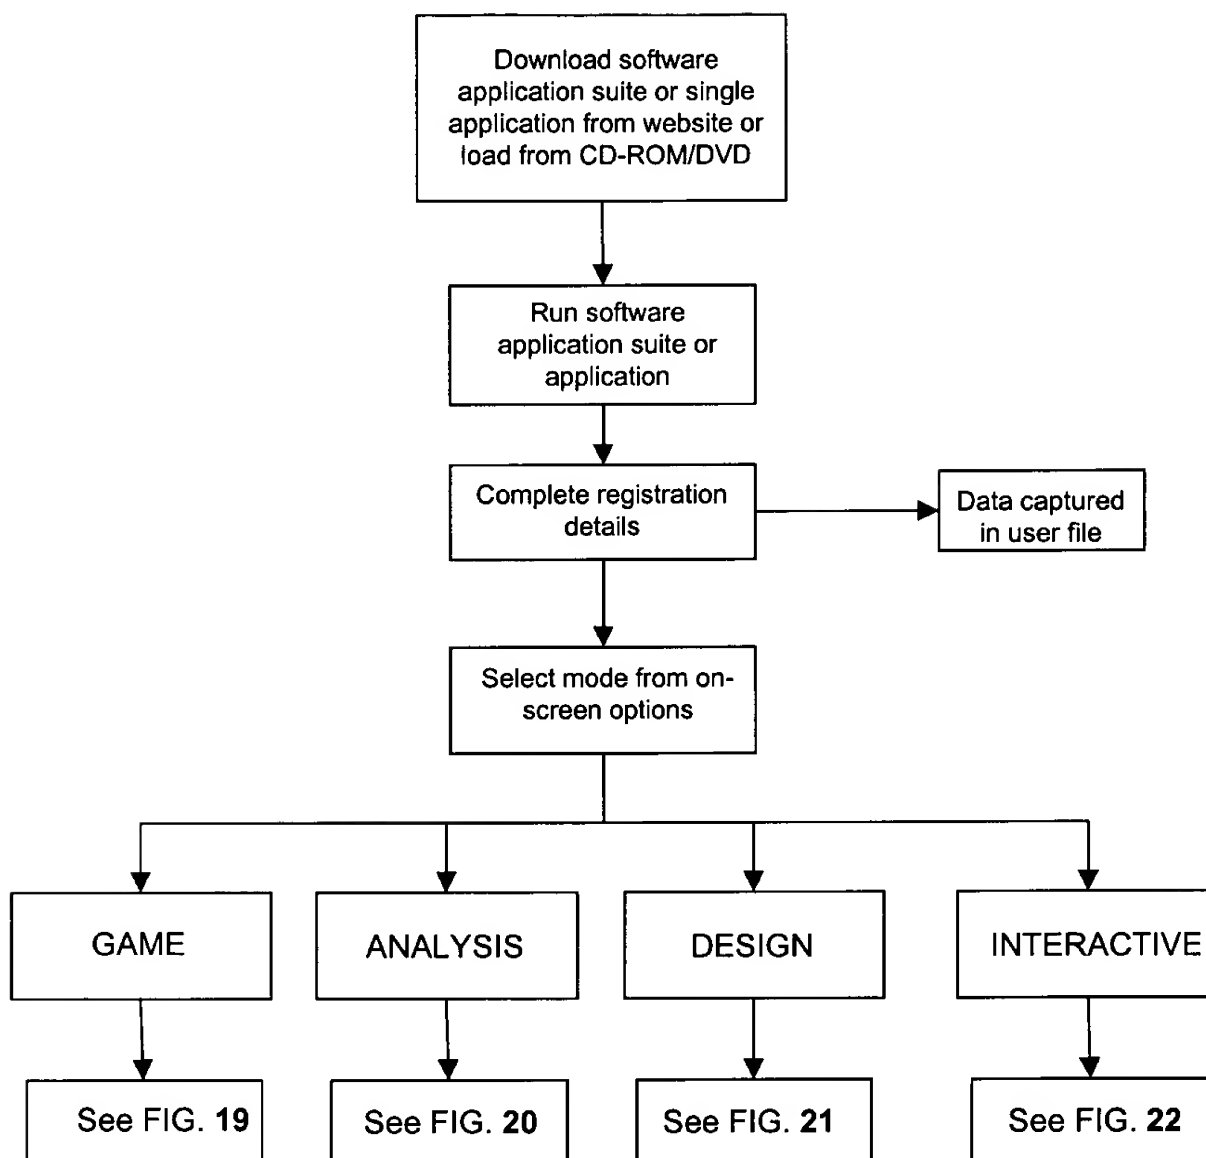 Download software
application suite or single
application from website or
load from CD-ROM/DVD
Run software
application suite or
application
Complete registration
details
Data captured
in user file
Select mode from on-
screen options
GAME
ANALYSIS
DESIGN
INTERACTIVE
See FIG. 19
See FIG. 20
See FIG. 21
See FIG. 22